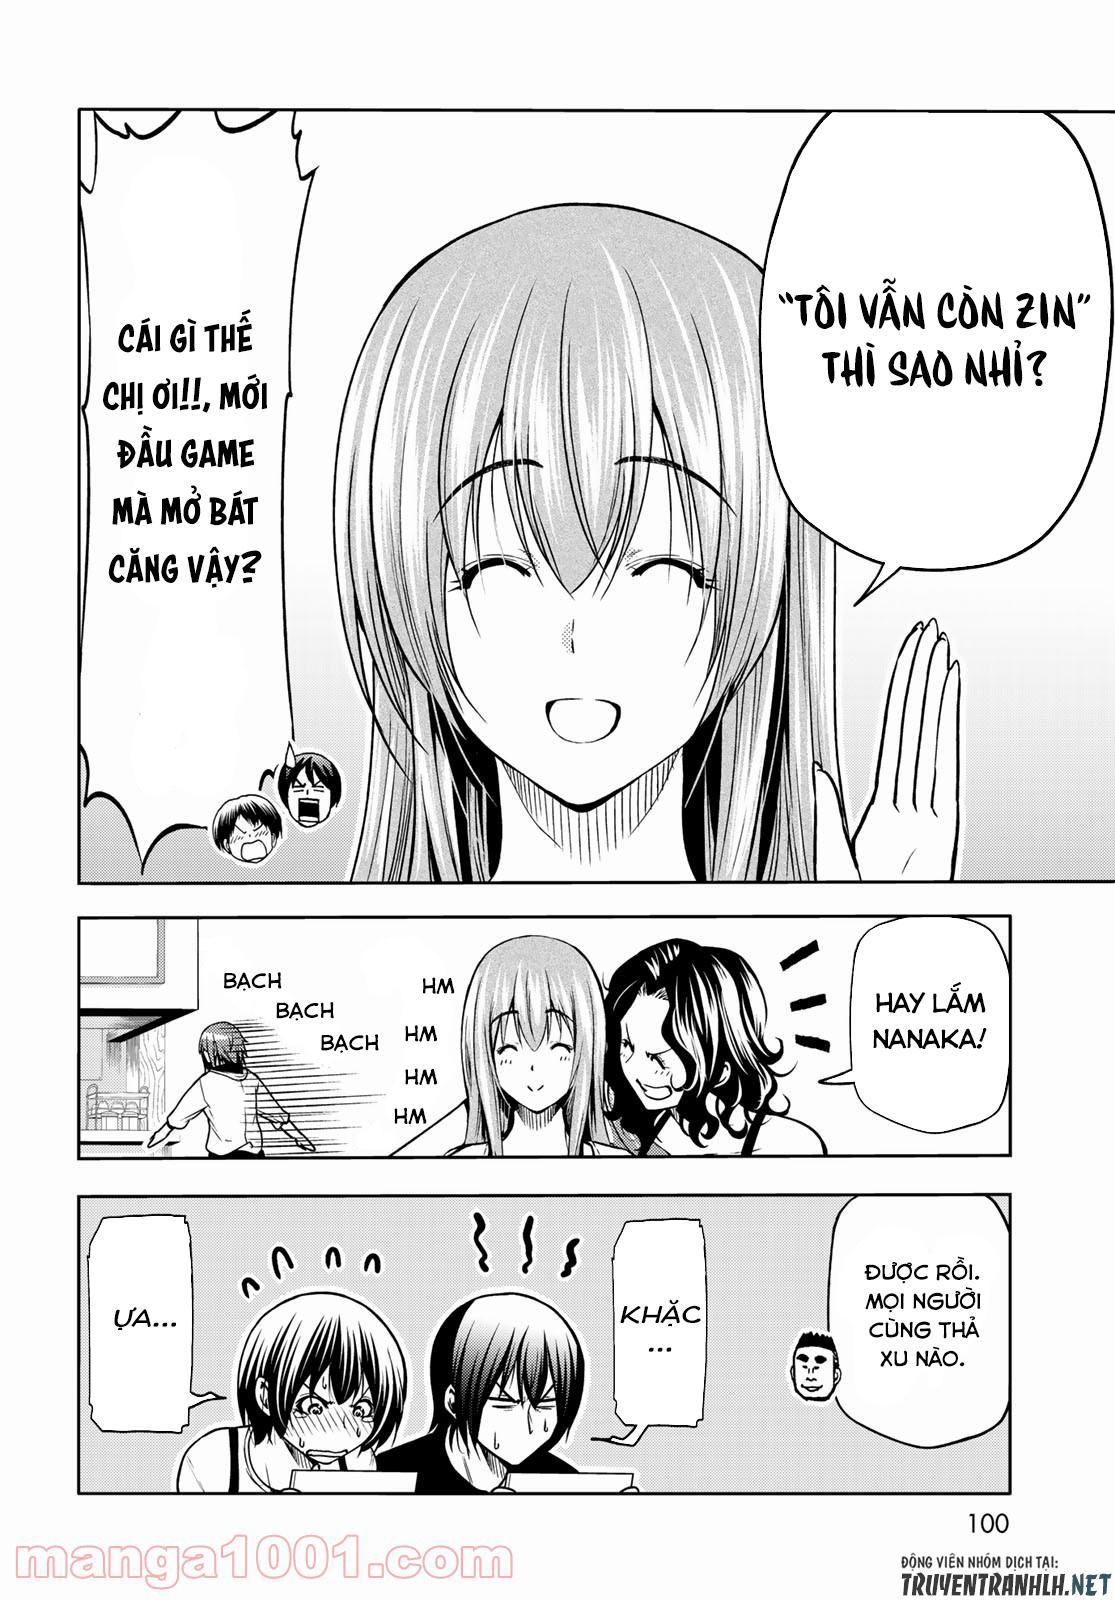 “TÔI VẪN CÒN ZIN”
THÌ SAO NHỈ?
CÁI GÌ THẾ
CHỊ ƠI!!, MỚI
ĐẦU GAME
MÀ MỞ BÁT
CĂNG VẬY?
HAY LẮM
NANAKA!
HM
HM
HM
HM
BẠCH
BẠCH
BẠCH
ĐƯỢC RỒI.
MỌI NGƯỜI
CÙNG THẢ
XU NÀO.
KHẶC
...
ỰA...
100
manga1001.com
ĐỘNG VIÊN NHÓM DỊCH TẠI:
TRUYENTRANHLH.NET